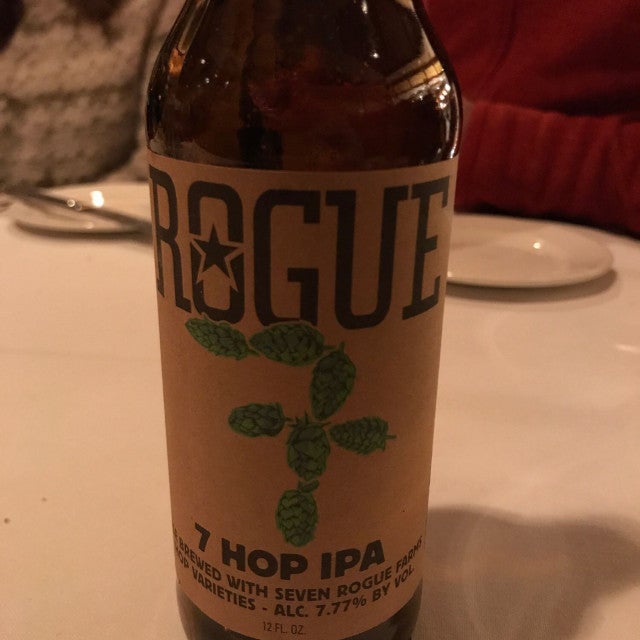 ROGUE
7 HOP IPA
BREWED WITH SEVEN ROGUE FARMS
HOP VARIETIES - ALC. 7.77% BY VOL.
12 FL. OZ.